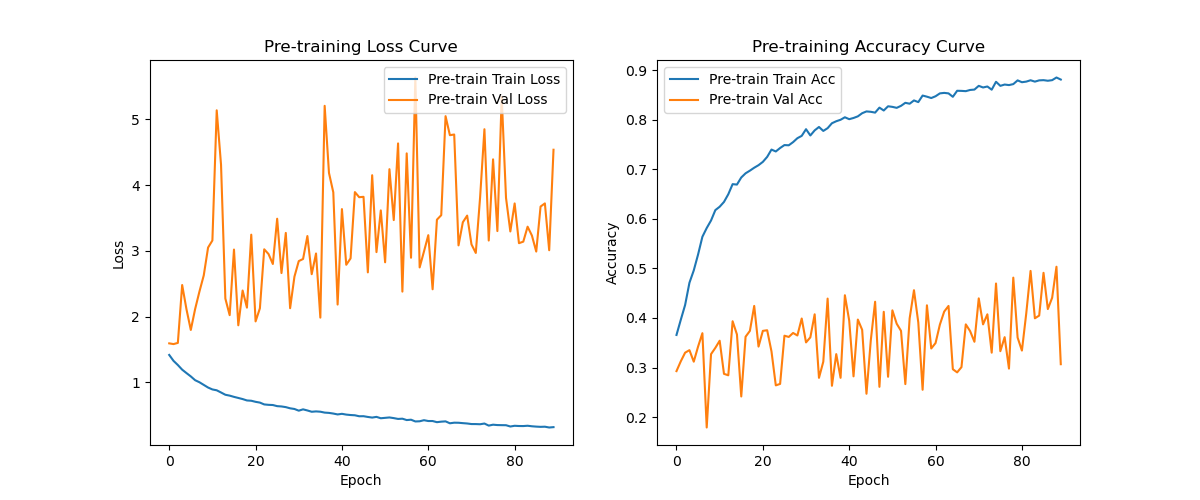 Pre-training Loss Curve
Pre-train Train Loss
Pre-train Val Loss
5
4
3
2
1
Loss
0
20
40
60
80
Epoch
Pre-training Accuracy Curve
Pre-train Train Acc
Pre-train Val Acc
0.9
0.8
0.7
0.6
0.5
0.4
0.3
0.2
Accuracy
0
20
40
60
80
Epoch